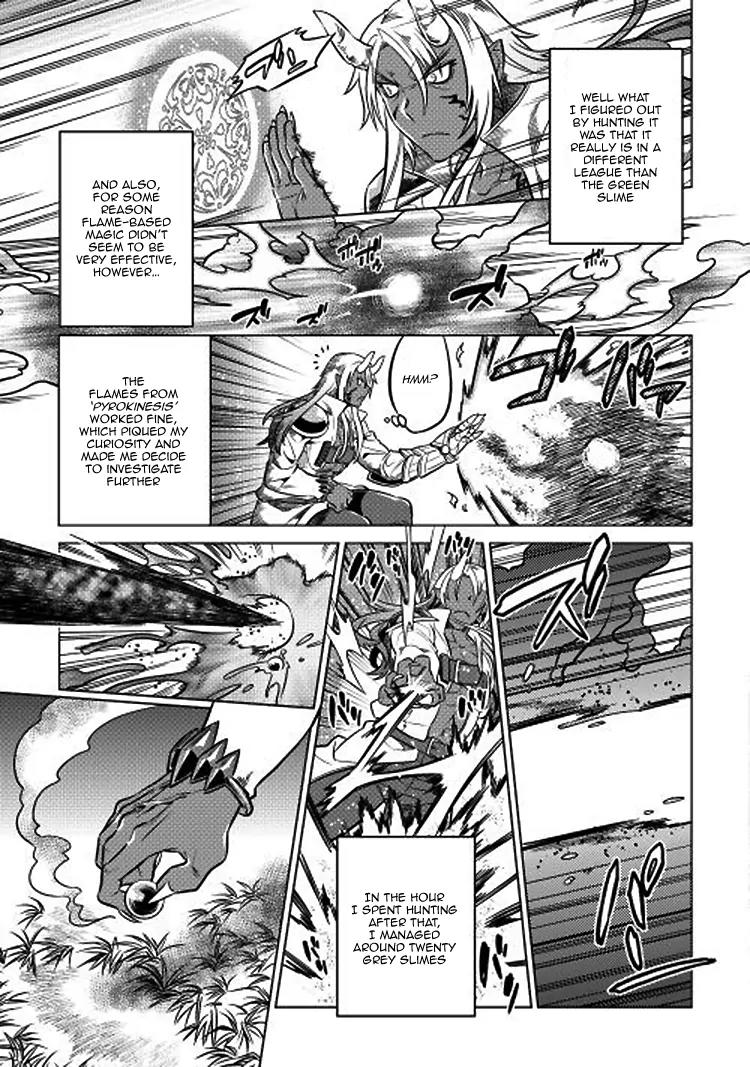 WELL WHAT
I FIGURED OUT
BY HUNTING
IT WAS THAT IT
REALLY IS IN A
DIFFERENT
LEAGUE THAN
THE GREEN
SLIME
AND ALSO,
FOR SOME
REASON
FLAME-BASED
MAGIC DIDN'T
SEEM TO BE
VERY EFFECTIVE,
HOWEVER...
HMM?
THE
FLAMES FROM
'PYROKINESIS'
WORKED FINE,
WHICH PIQUED MY
CURIOSITY AND
MADE ME DECIDE
TO INVESTIGATE
FURTHER
IN THE HOUR
I SPENT HUNTING
AFTER THAT,
I MANAGED
AROUND TWENTY
GREY SLIMES